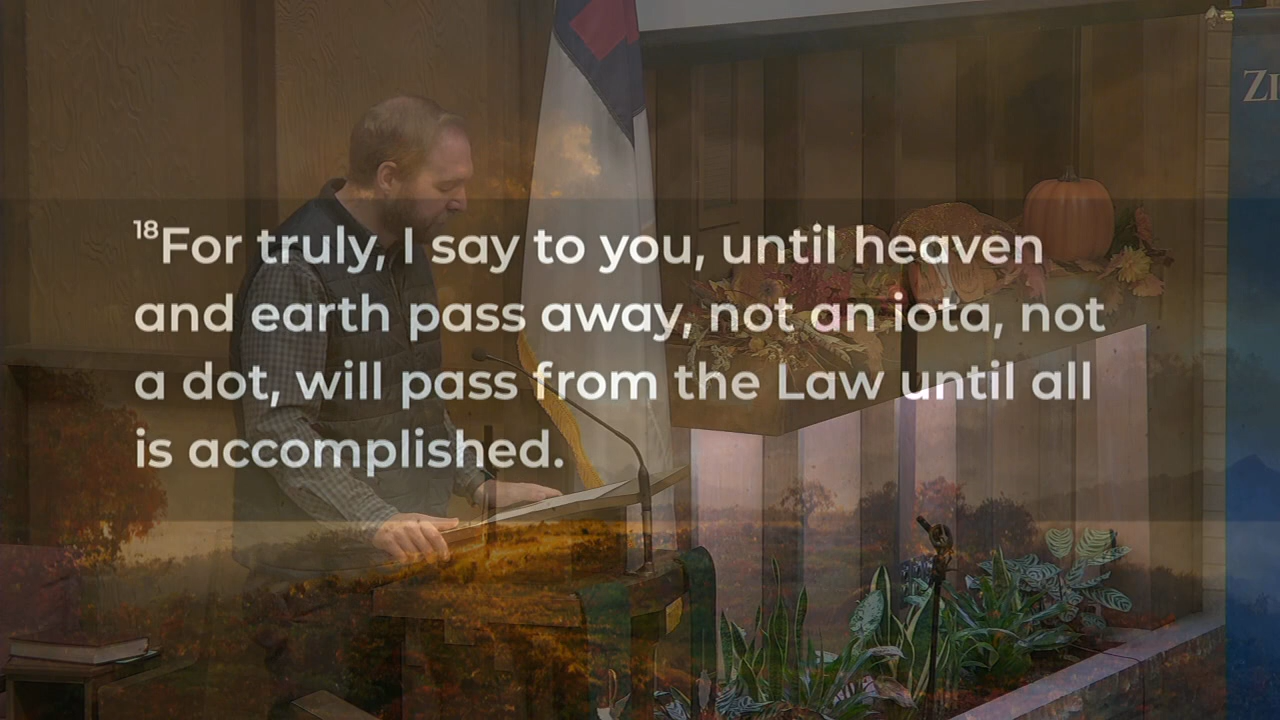 ZI
¹⁸For truly, I say to you, until heaven
and earth pass away, not an iota, not
a dot, will pass from the Law until all
is accomplished.